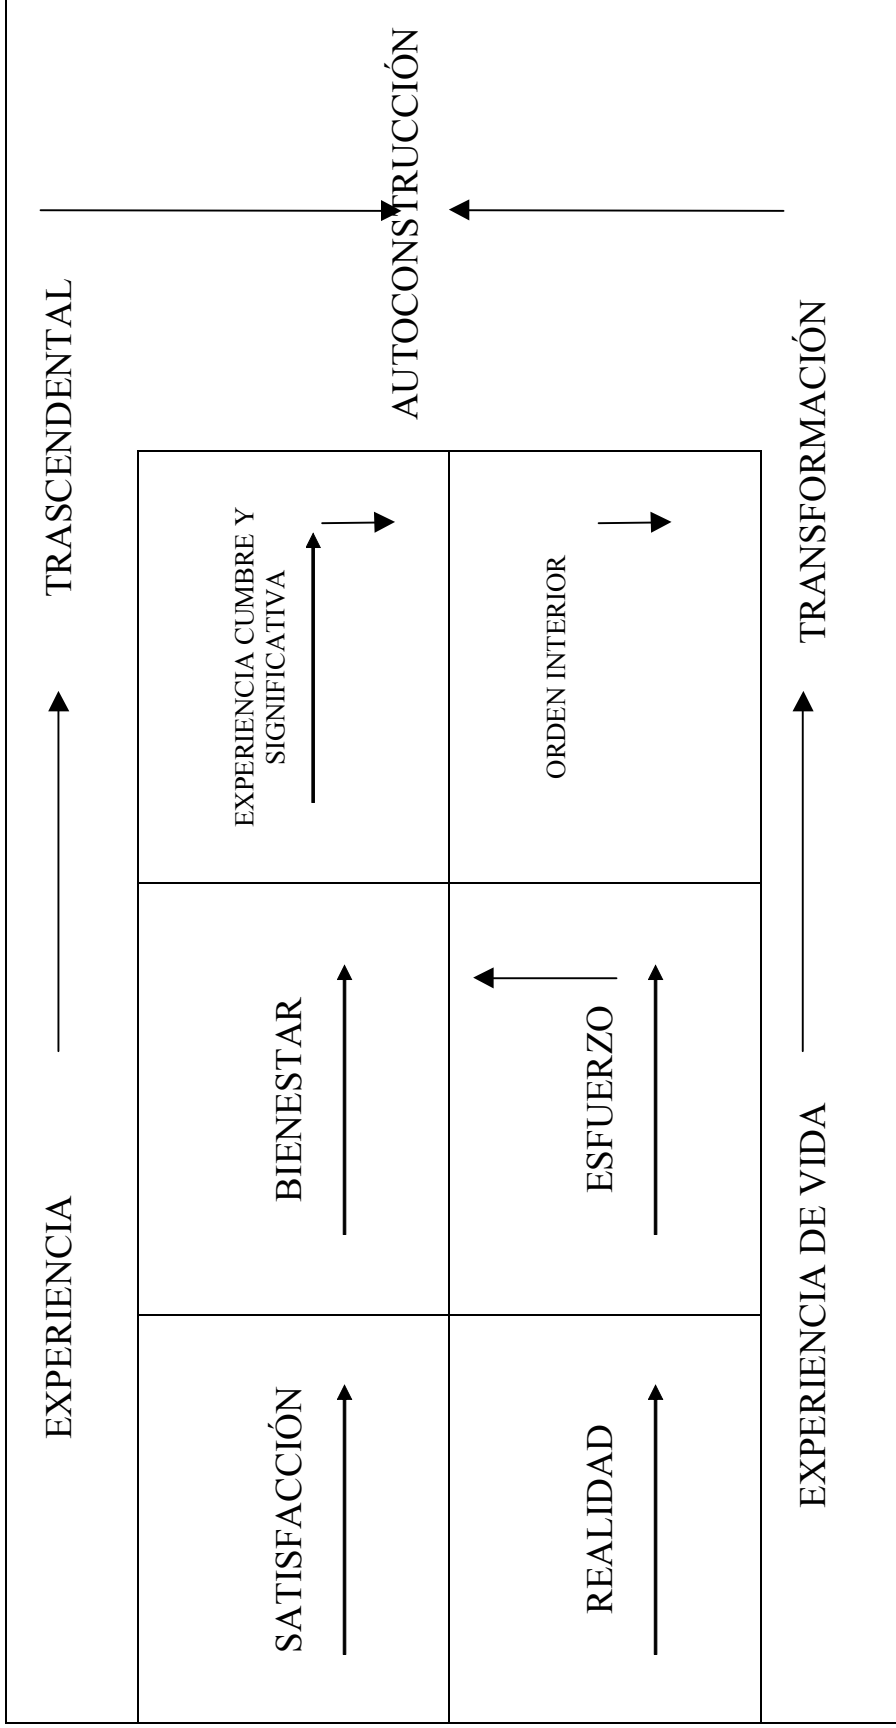 EXPERIENCIA
TRASCENDENTAL
SATISFACCIÓN
BIENESTAR
EXPERIENCIA CUMBRE Y
SIGNIFICATIVA
AUTOCONSTRUCCIÓN
REALIDAD
ESFUERZO
ORDEN INTERIOR
EXPERIENCIA DE VIDA
TRANSFORMACIÓN